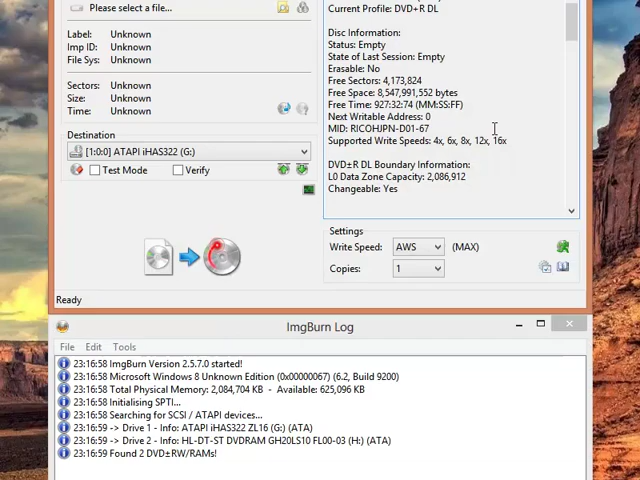 Please select a file...
Label: Unknown
Imp ID: Unknown
File Sys: Unknown
Sectors: Unknown
Size: Unknown
Time: Unknown
Destination
[1:0:0] ATAPI iHAS322 (G:)
Test Mode
Verify
Current Profile: DVD+R DL
Disc Information:
Status: Empty
State of Last Session: Empty
Erasable: No
Free Sectors: 4,173,824
Free Space: 8,547,991,552 bytes
Free Time: 927:32:74 (MM:SS:FF)
Next Writable Address: 0
MID: RICOHJPN-D01-67
Supported Write Speeds: 4x, 6x, 8x, 12x, 16x
DVD±R DL Boundary Information:
L0 Data Zone Capacity: 2,086,912
Changeable: Yes
Settings
Write Speed: AWS (MAX)
Copies: 1
Ready
ImgBurn Log
File Edit Tools
23:16:58 ImgBurn Version 2.5.7.0 started!
23:16:58 Microsoft Windows 8 Unknown Edition (0x00000067) (6.2, Build 9200)
23:16:58 Total Physical Memory: 2,084,704 KB - Available: 625,096 KB
23:16:58 Initialising SPTI...
23:16:58 Searching for SCSI / ATAPI devices...
23:16:59 -> Drive 1 - Info: ATAPI iHAS322 ZL16 (G:) (ATA)
23:16:59 -> Drive 2 - Info: HL-DT-ST DVDRAM GH20LS10 FL00-03 (H:) (ATA)
23:16:59 Found 2 DVD±RW/RAMs!